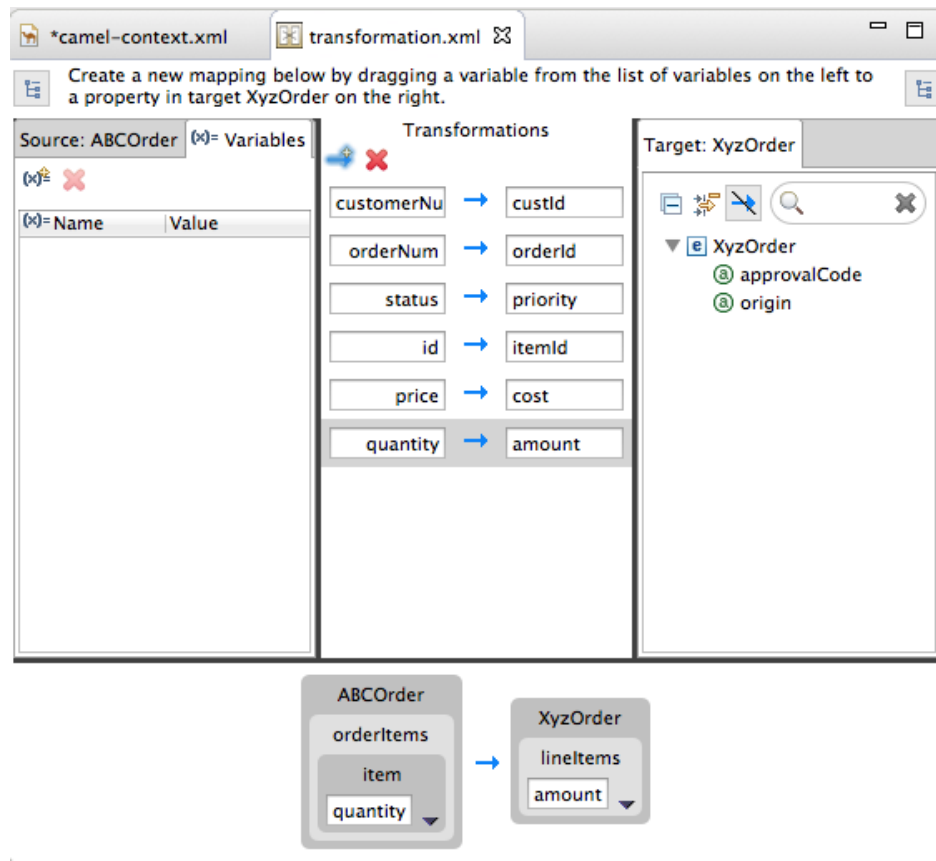 *camel-context.xml
transformation.xml
Create a new mapping below by dragging a variable from the list of variables on the left to
a property in target XyzOrder on the right.
Source: ABCOrder
(x)= Variables
(x)=
(x)= Name
Value
Transformations
customerNu
custId
orderNum
orderId
status
priority
id
itemId
price
cost
quantity
amount
Target: XyzOrder
e XyzOrder
a approvalCode
a origin
ABCOrder
orderItems
item
quantity
XyzOrder
lineItems
amount